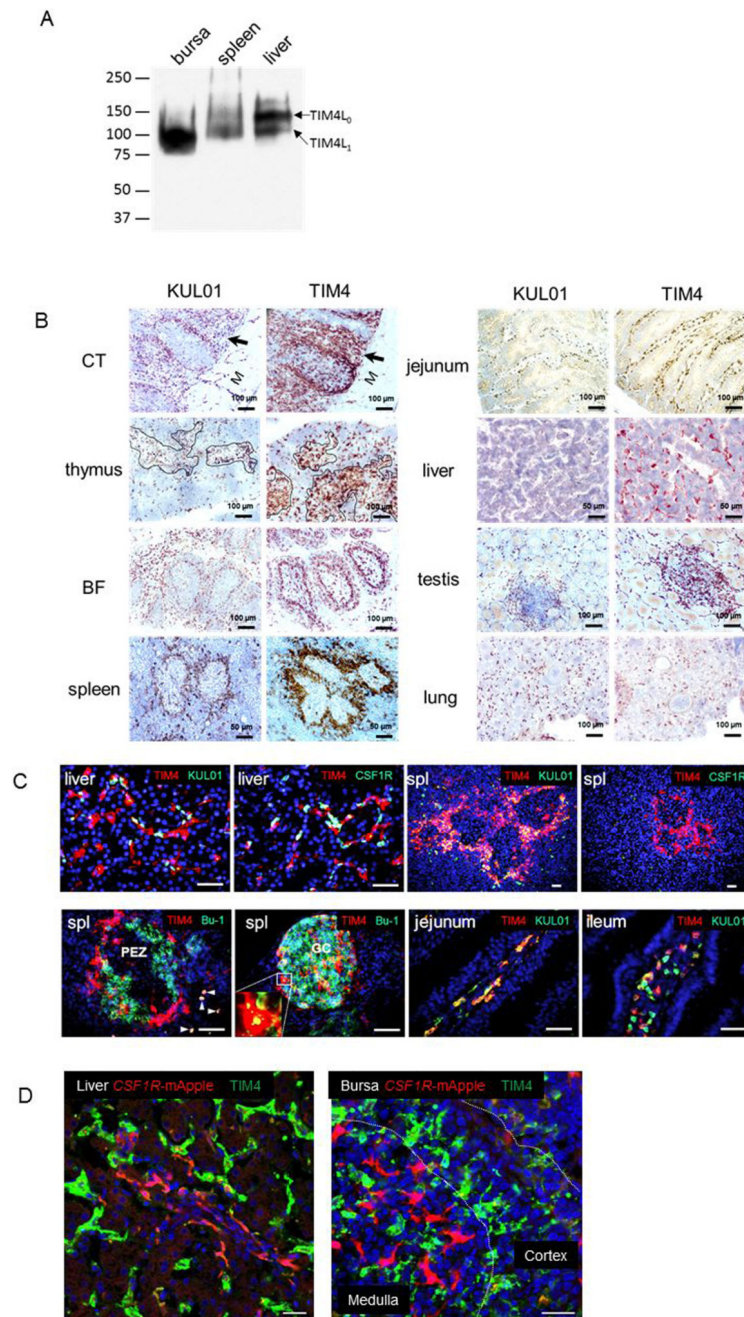 A
bursa spleen liver
250
150
TIM4L0
100
TIM4L1
75
50
37
B
KUL01 TIM4 KUL01 TIM4
CT
M
100 µm
M
100 µm
jejunum
100 µm
100 µm
thymus
100 µm
100 µm
liver
50 µm
50 µm
BF
100 µm
100 µm
testis
100 µm
100 µm
spleen
50 µm
50 µm
lung
100 µm
100 µm
C
liver TIM4 KUL01
liver TIM4 CSF1R
spl TIM4 KUL01
spl TIM4 CSF1R
spl TIM4 Bu-1
PEZ
spl TIM4 Bu-1
GC
jejunum TIM4 KUL01
ileum TIM4 KUL01
D
Liver CSF1R-mApple TIM4
Bursa CSF1R-mApple TIM4
Cortex
Medulla